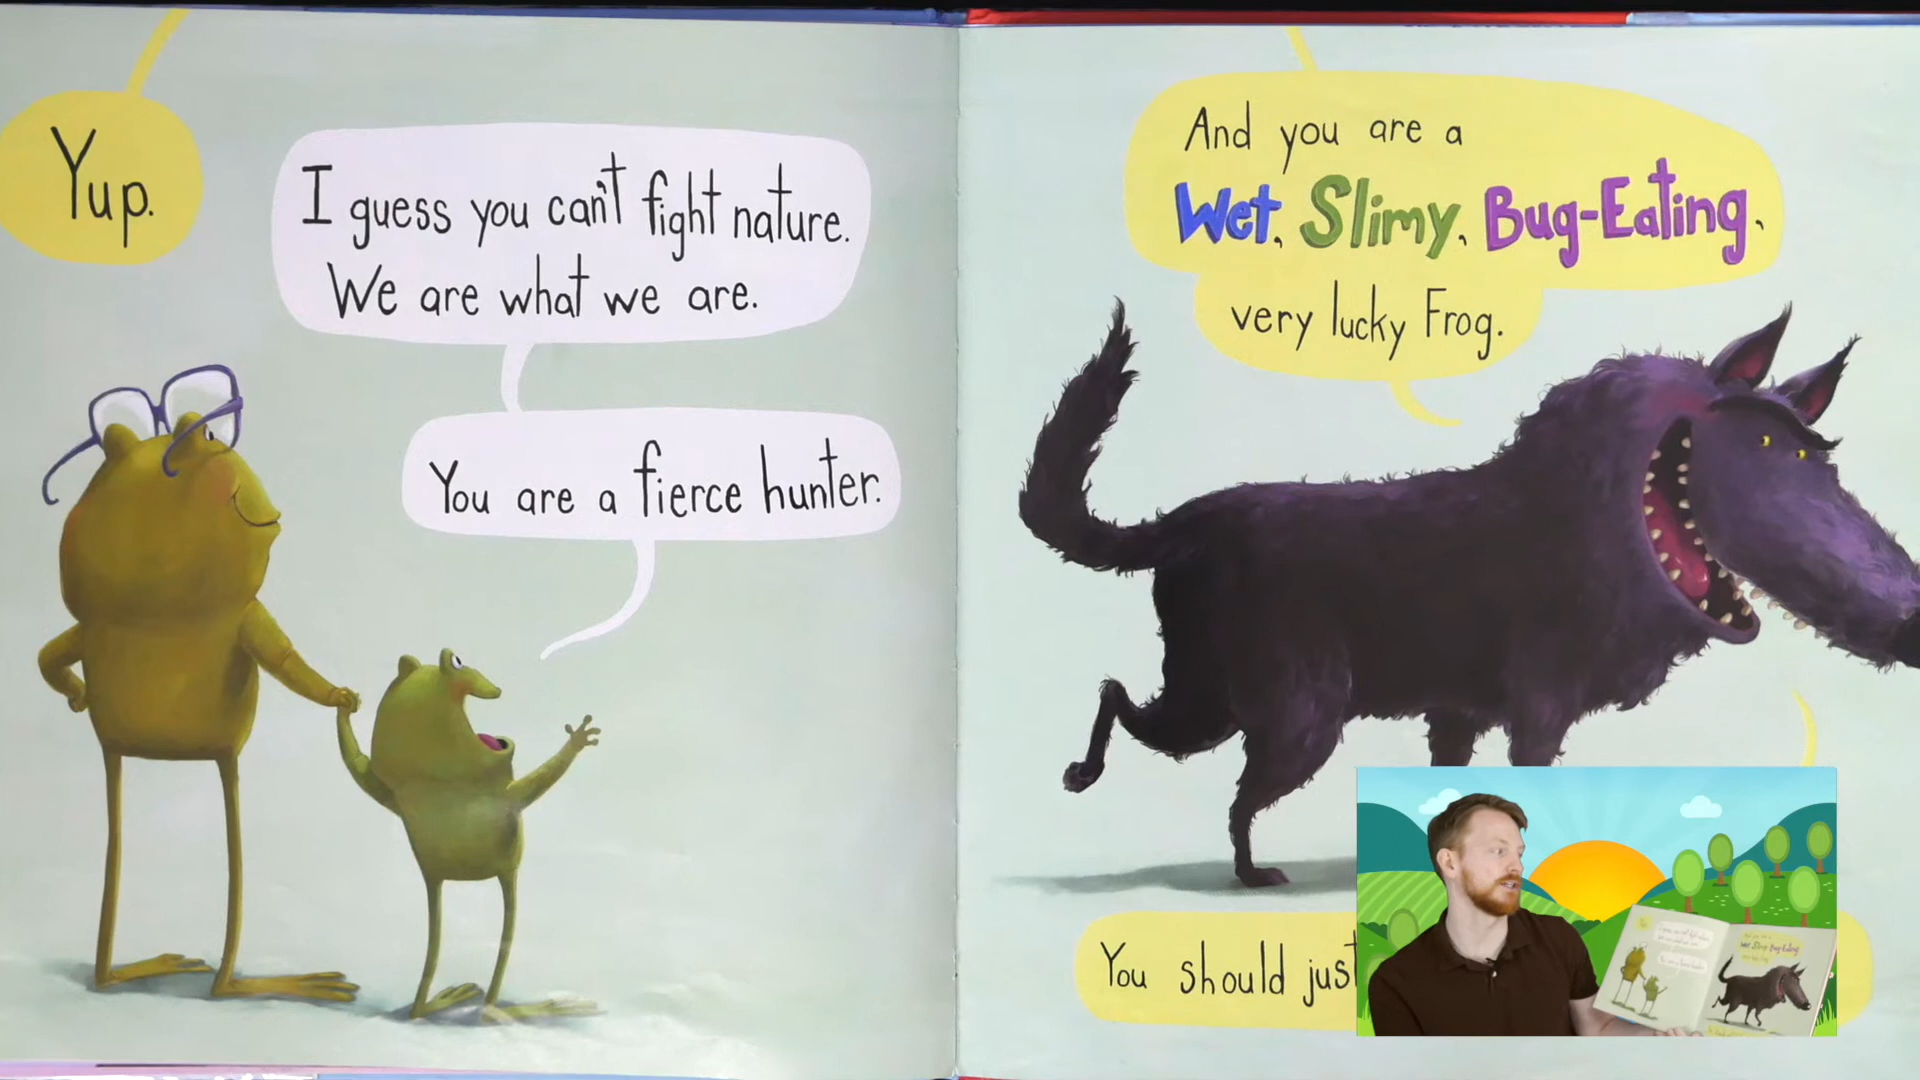 Yup.
I guess you can't fight nature.
We are what we are.
You are a fierce hunter.
And you are a
Wet, Slimy, Bug-Eating,
very lucky Frog.
You should just